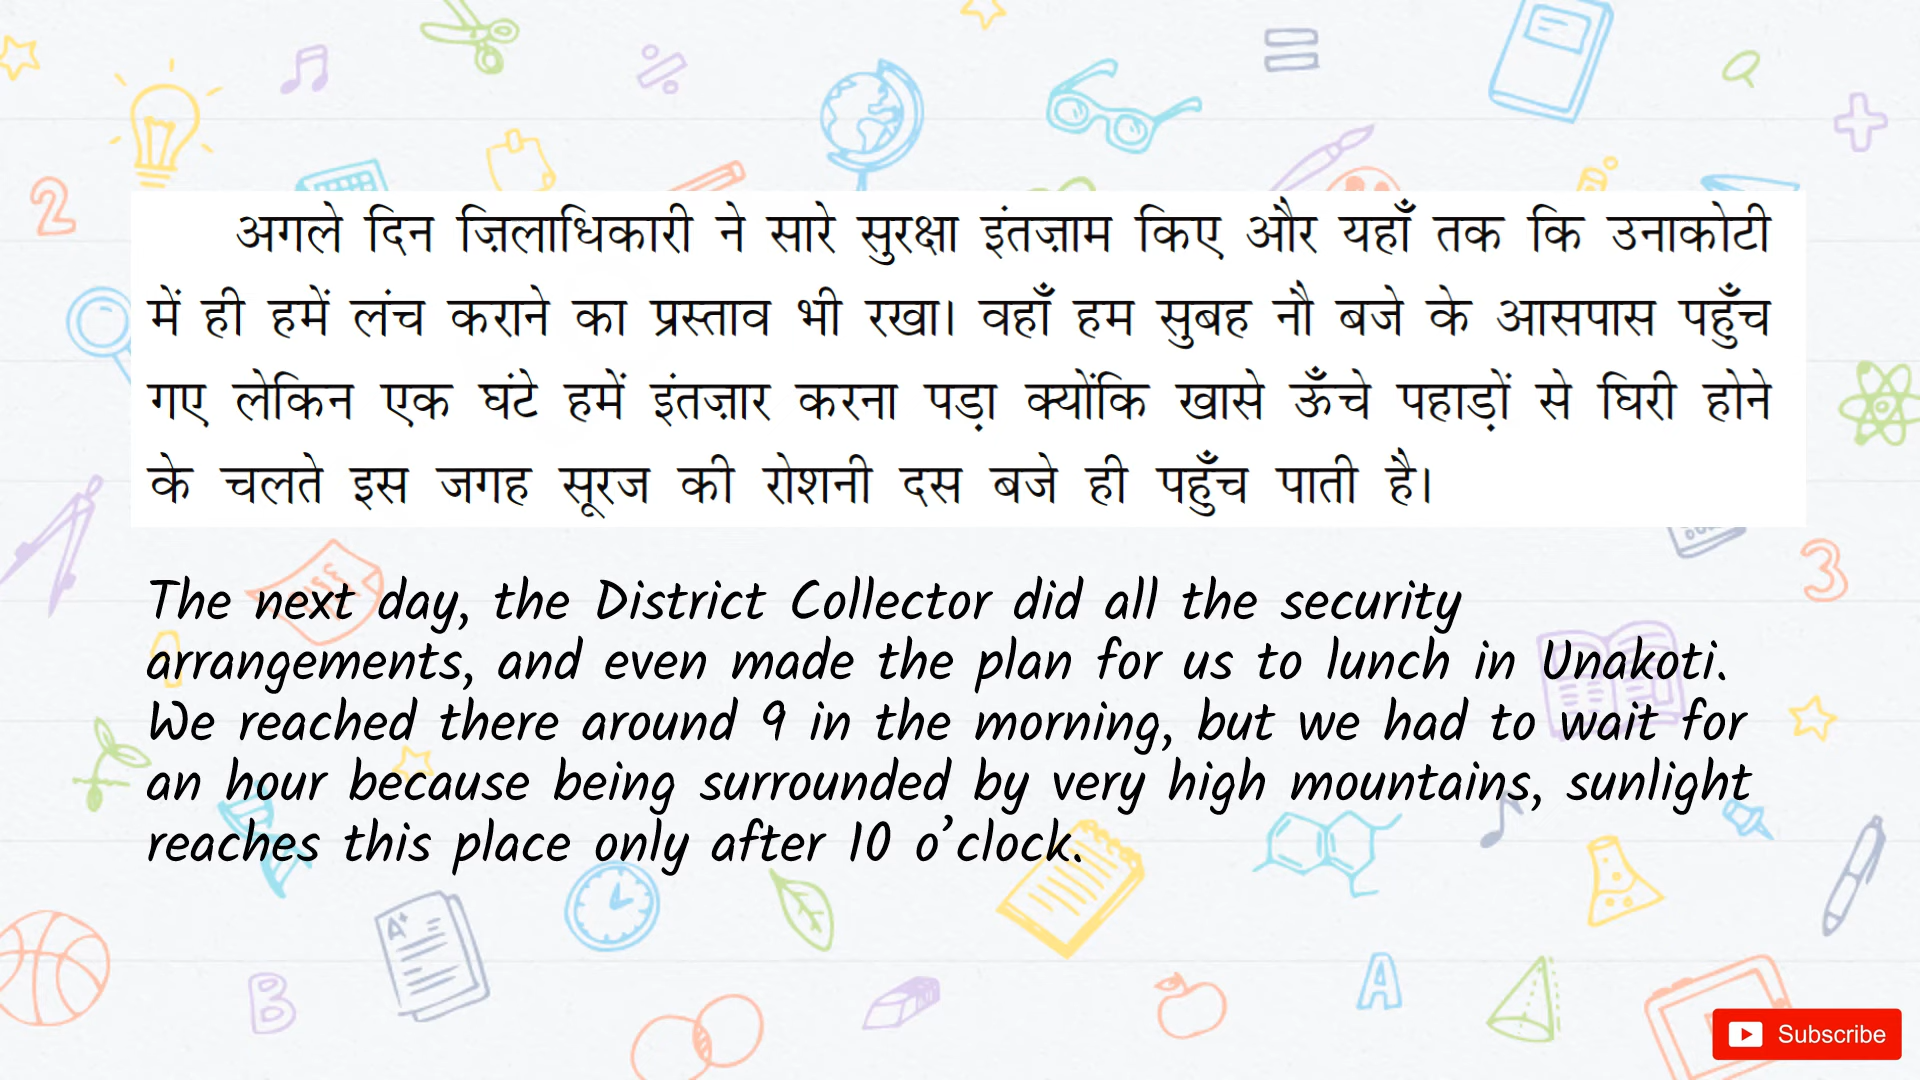 अगले दिन ज़िलाधिकारी ने सारे सुरक्षा इंतज़ाम किए और यहाँ तक कि उनाकोटी
में ही हमें लंच कराने का प्रस्ताव भी रखा। वहाँ हम सुबह नौ बजे के आसपास पहुँच
गए लेकिन एक घंटे हमें इंतज़ार करना पड़ा क्योंकि खासे ऊँचे पहाड़ों से घिरी होने
के चलते इस जगह सूरज की रोशनी दस बजे ही पहुँच पाती है।
The next day, the District Collector did all the security
arrangements, and even made the plan for us to lunch in Unakoti.
We reached there around 9 in the morning, but we had to wait for
an hour because being surrounded by very high mountains, sunlight
reaches this place only after 10 o’clock.
2
3
A+
B
A
Subscribe